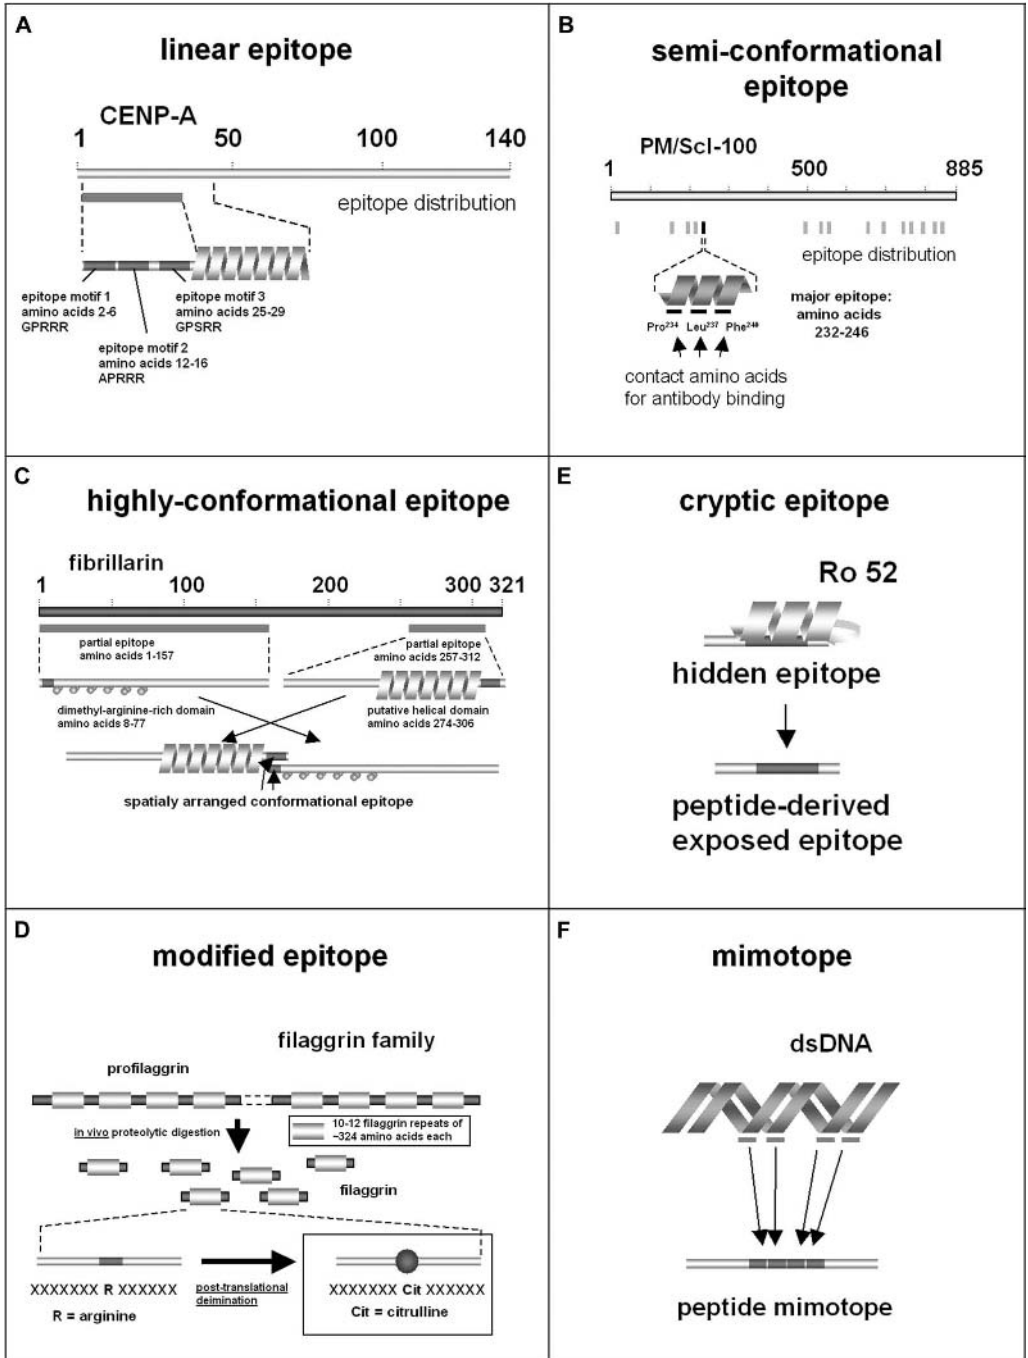 A
linear epitope
CENP-A
1 50 100 140
epitope distribution
epitope motif 1
amino acids 2-6
GPRRR
epitope motif 3
amino acids 25-29
GPSRR
epitope motif 2
amino acids 12-16
APRRR
B
semi-conformational
epitope
PM/Scl-100
1 500 885
epitope distribution
major epitope:
amino acids
232-246
Pro234 Leu237 Phe240
contact amino acids
for antibody binding
C
highly-conformational epitope
fibrillarin
1 100 200 300 321
partial epitope
amino acids 1-157
partial epitope
amino acids 257-312
dimethyl-arginine-rich domain
amino acids 8-77
putative helical domain
amino acids 274-306
spatialy arranged conformational epitope
E
cryptic epitope
Ro 52
hidden epitope
peptide-derived
exposed epitope
D
modified epitope
filaggrin family
profilaggrin
in vivo proteolytic digestion
10-12 filaggrin repeats of
~324 amino acids each
filaggrin
XXXXXXX R XXXXXX
R = arginine
post-translational
deimination
XXXXXXX Cit XXXXXX
Cit = citrulline
F
mimotope
dsDNA
peptide mimotope